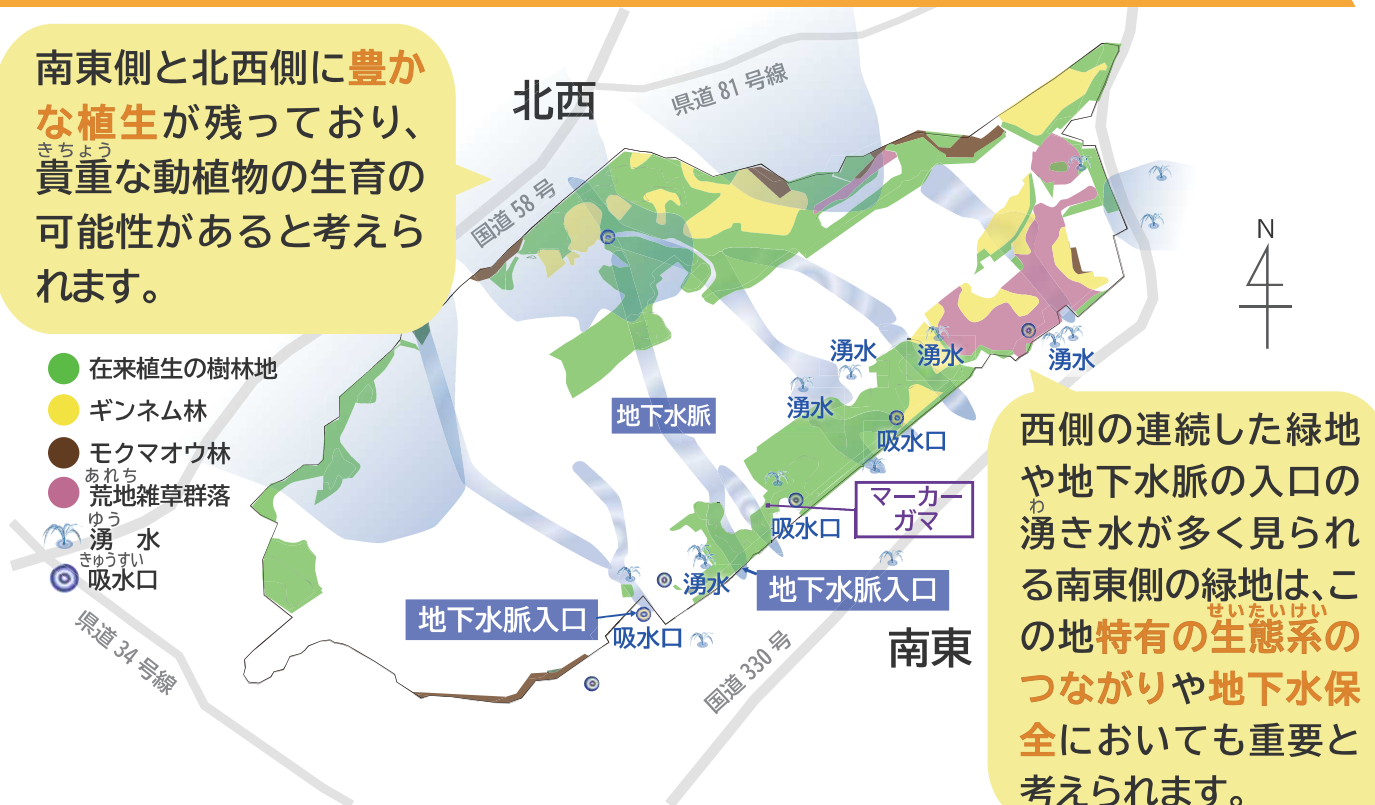 南東側と北西側に豊か
な植生が残っており、
きちょう
貴重な動植物の生育の
可能性があると考えら
れます。
北西
県道81号線
国道58号
N
在来植生の樹林地
ギンネム林
モクマオウ林
あれち
荒地雑草群落
ゆう
湧 水
きゅうすい
吸水口
県道34号線
湧水
湧水
湧水
湧水
地下水脈
吸水口
マーカー
ガマ
吸水口
湧水
地下水脈入口
地下水脈入口
吸水口
南東
国道330号
西側の連続した緑地
や地下水脈の入口の
わ
湧き水が多く見られ
る南東側の緑地は、こ
せいたいけい
の地特有の生態系の
つながりや地下水保
全においても重要と
考えられます。